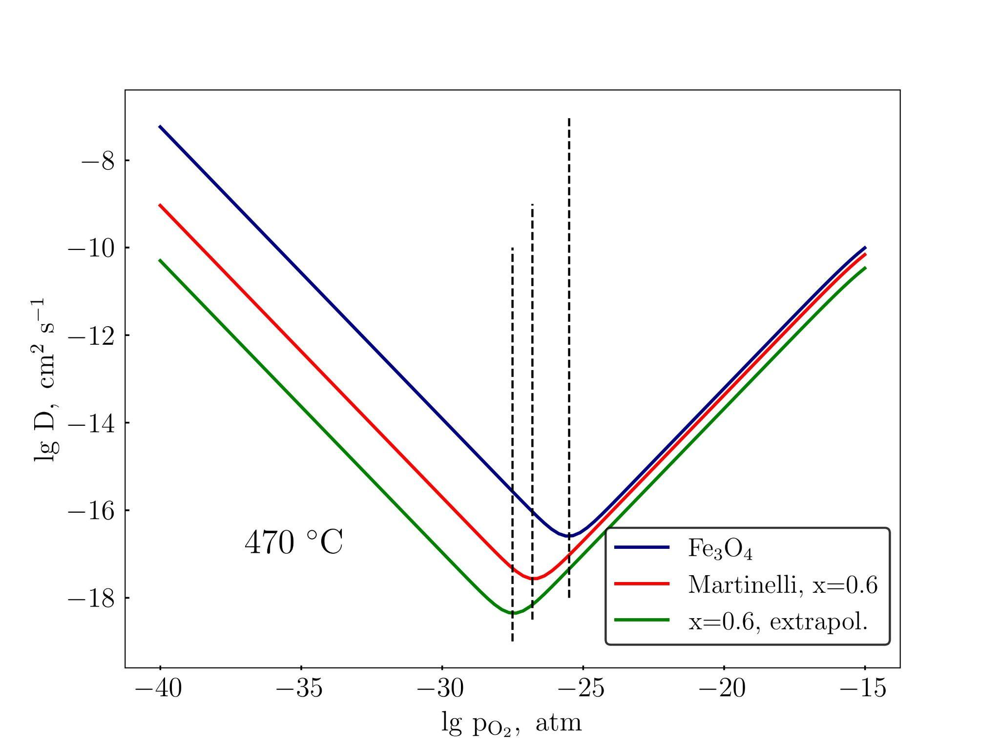 lg D, cm² s⁻¹
−8
−10
−12
−14
−16
−18
470 °C
Fe₃O₄
Martinelli, x=0.6
x=0.6, extrapol.
−40 −35 −30 −25 −20 −15
lg p_O₂, atm